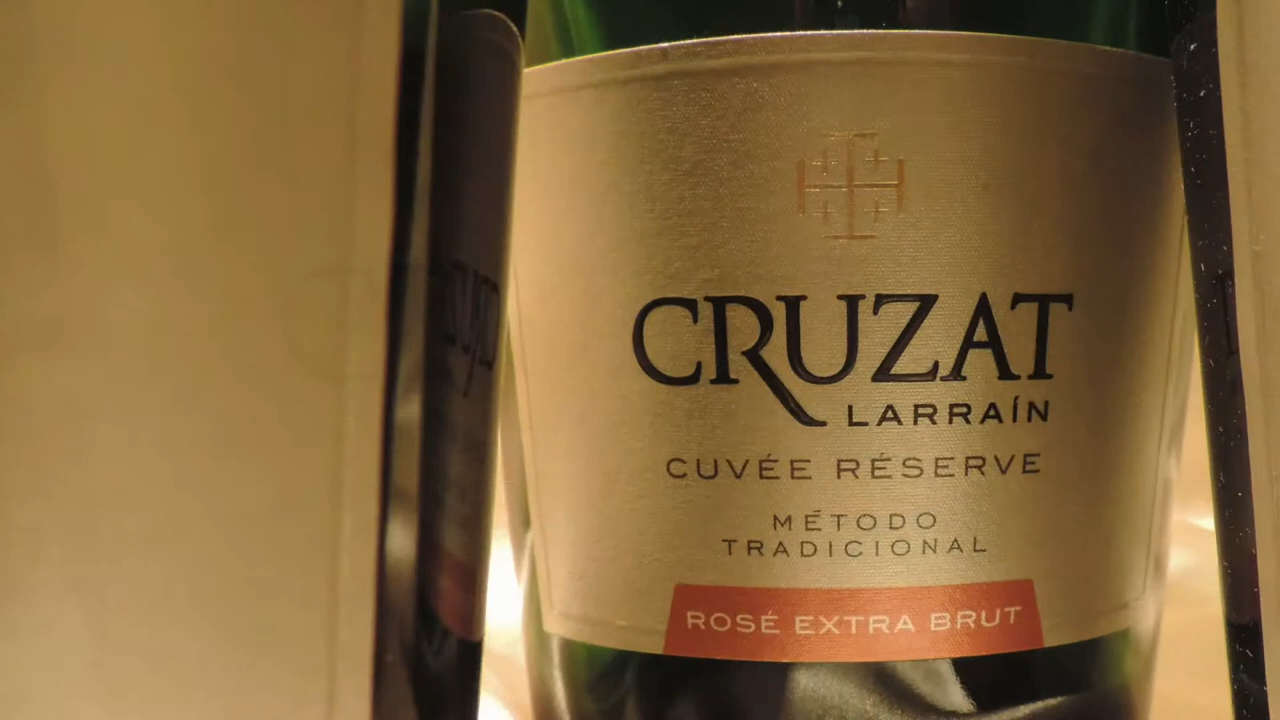 CRUZAT
LARRAÍN
CUVÉE RÉSERVE
MÉTODO
TRADICIONAL
ROSÉ EXTRA BRUT